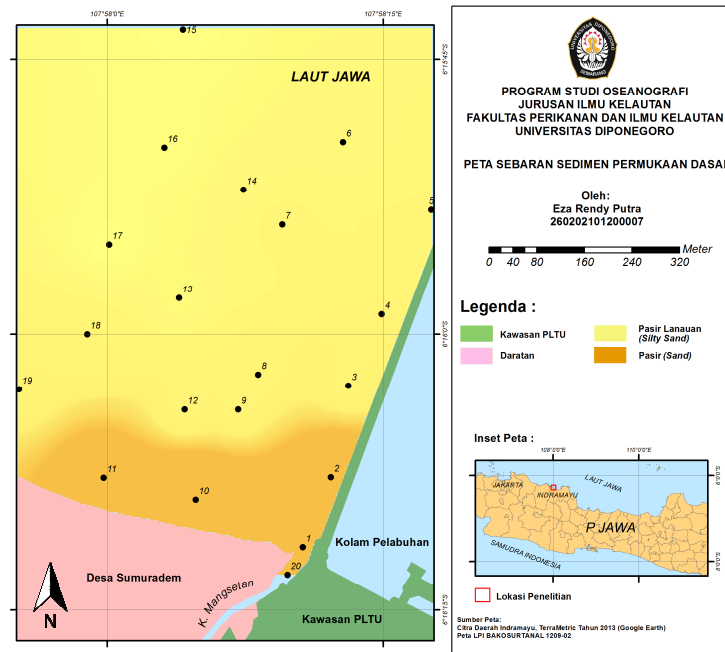 107°58'0"E
107°58'15"E
15
LAUT JAWA
6°15'45"S
6
16
14
5
7
17
13
4
6°16'0"S
18
8
3
19
12
9
11
2
10
1
Kolam Pelabuhan
20
Desa Sumuradem
K. Mangsetan
Kawasan PLTU
6°16'15"S
N
UNIVERSITAS DIPONEGORO
SEMARANG
PROGRAM STUDI OSEANOGRAFI
JURUSAN ILMU KELAUTAN
FAKULTAS PERIKANAN DAN ILMU KELAUTAN
UNIVERSITAS DIPONEGORO
PETA SEBARAN SEDIMEN PERMUKAAN DASAR
Oleh:
Eza Rendy Putra
260202101200007
Meter
0 40 80 160 240 320
Legenda :
Kawasan PLTU
Pasir Lanauan
(Silty Sand)
Daratan
Pasir (Sand)
Inset Peta :
108°0'0"E
110°0'0"E
6°0'0"S
JAKARTA
LAUT JAWA
INDRAMAYU
P JAWA
SAMUDRA INDONESIA
8°0'0"S
Lokasi Penelitian
Sumber Peta:
Citra Daerah Indramayu, TerraMetric Tahun 2013 (Google Earth)
Peta LPI BAKOSURTANAL 1209-02